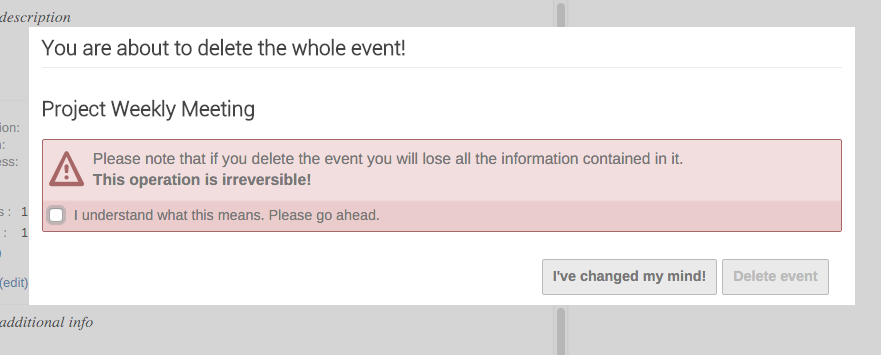 description
You are about to delete the whole event!
Project Weekly Meeting
Please note that if you delete the event you will lose all the information contained in it.
This operation is irreversible!
I understand what this means. Please go ahead.
1
1
(edit)
I've changed my mind! Delete event
additional info